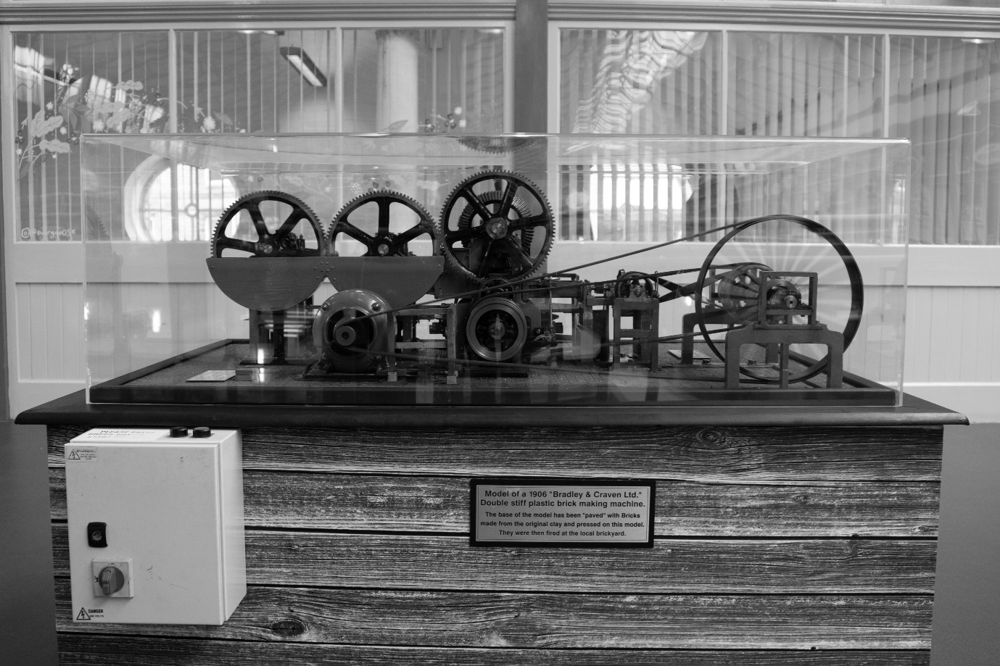 PLEASE PRESS
Model of a 1906 "Bradley & Craven Ltd."
Double stiff plastic brick making machine.
The base of the model has been "paved" with Bricks
made from the original clay and pressed on this model.
They were then fired at the local brickyard.
DANGER